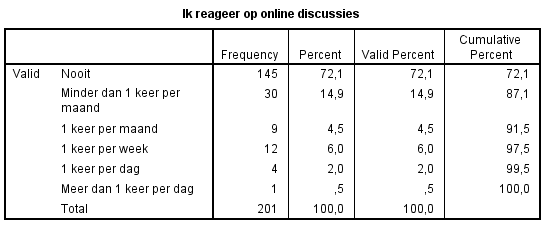 Ik reageer op online discussies
Frequency Percent Valid Percent Cumulative Percent
Valid Nooit 145 72,1 72,1 72,1
Minder dan 1 keer per maand 30 14,9 14,9 87,1
1 keer per maand 9 4,5 4,5 91,5
1 keer per week 12 6,0 6,0 97,5
1 keer per dag 4 2,0 2,0 99,5
Meer dan 1 keer per dag 1 ,5 ,5 100,0
Total 201 100,0 100,0